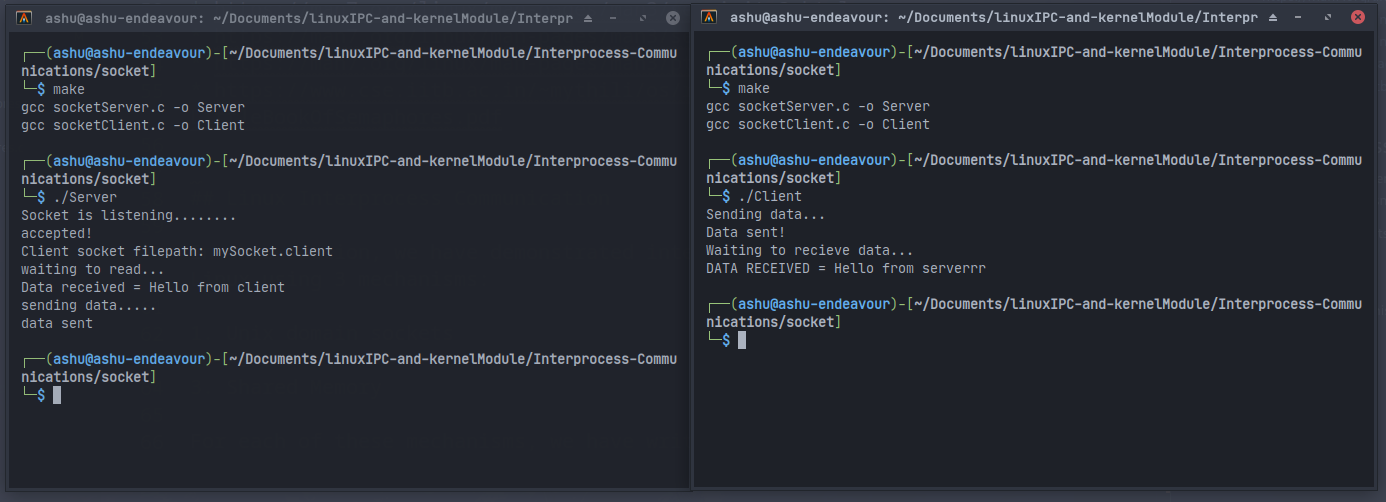 ashu@ashu-endeavour: ~/Documents/linuxIPC-and-kernelModule/Interpr
┌──(ashu@ashu-endeavour)-[~/Documents/linuxIPC-and-kernelModule/Interprocess-Commu
nications/socket]
└─$ make
gcc socketServer.c -o Server
gcc socketClient.c -o Client
┌──(ashu@ashu-endeavour)-[~/Documents/linuxIPC-and-kernelModule/Interprocess-Commu
nications/socket]
└─$ ./Server
Socket is listening........
accepted!
Client socket filepath: mySocket.client
waiting to read...
Data received = Hello from client
sending data.....
data sent
┌──(ashu@ashu-endeavour)-[~/Documents/linuxIPC-and-kernelModule/Interprocess-Commu
nications/socket]
└─$
ashu@ashu-endeavour: ~/Documents/linuxIPC-and-kernelModule/Interpr
┌──(ashu@ashu-endeavour)-[~/Documents/linuxIPC-and-kernelModule/Interprocess-Commu
nications/socket]
└─$ make
gcc socketServer.c -o Server
gcc socketClient.c -o Client
┌──(ashu@ashu-endeavour)-[~/Documents/linuxIPC-and-kernelModule/Interprocess-Commu
nications/socket]
└─$ ./Client
Sending data...
Data sent!
Waiting to recieve data...
DATA RECEIVED = Hello from serverrr
┌──(ashu@ashu-endeavour)-[~/Documents/linuxIPC-and-kernelModule/Interprocess-Commu
nications/socket]
└─$